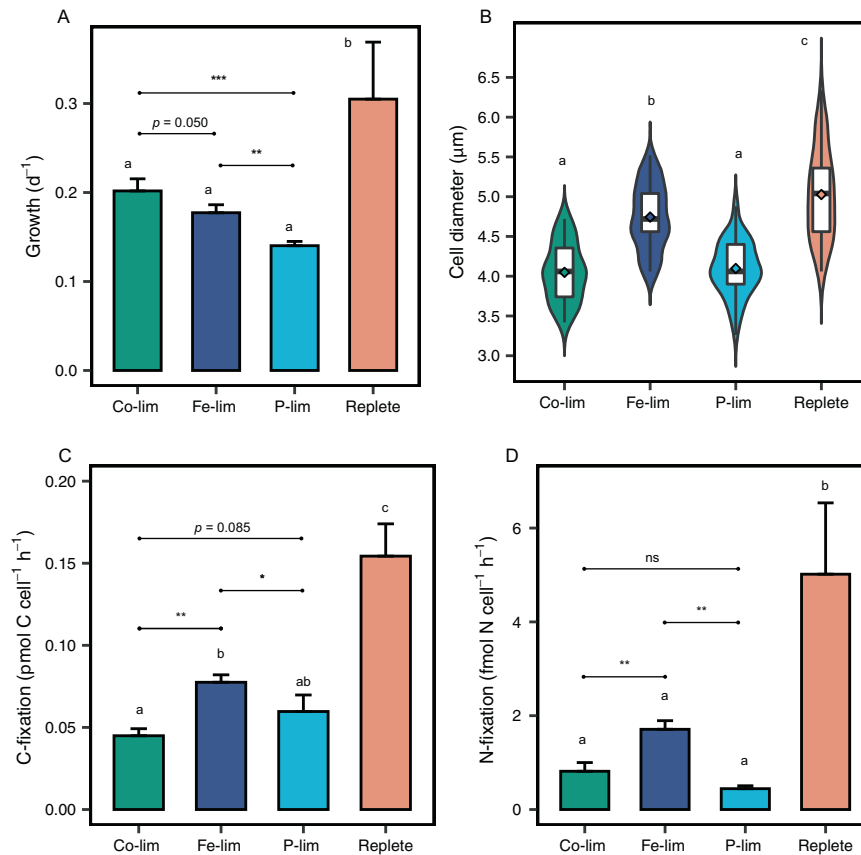 A
Growth (d⁻¹)
0.3
0.2
0.1
0.0
***
p = 0.050
**
a
a
a
b
Co-lim
Fe-lim
P-lim
Replete
B
Cell diameter (μm)
6.5
6.0
5.5
5.0
4.5
4.0
3.5
3.0
a
b
a
c
Co-lim
Fe-lim
P-lim
Replete
C
C-fixation (pmol C cell⁻¹ h⁻¹)
0.20
0.15
0.10
0.05
0.00
p = 0.085
*
**
a
b
ab
c
Co-lim
Fe-lim
P-lim
Replete
D
N-fixation (fmol N cell⁻¹ h⁻¹)
6
4
2
0
ns
**
**
a
a
a
b
Co-lim
Fe-lim
P-lim
Replete